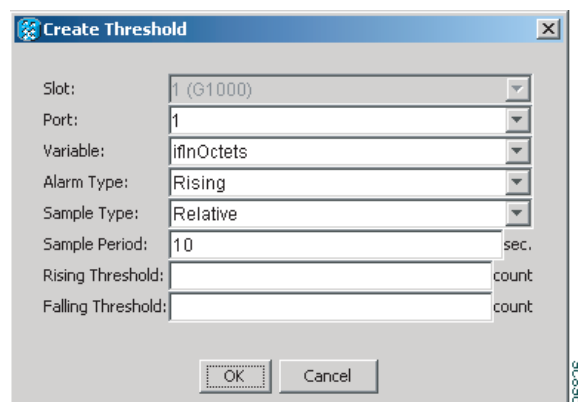 Create Threshold
Slot: 1 (G1000)
Port: 1
Variable: ifInOctets
Alarm Type: Rising
Sample Type: Relative
Sample Period: 10 sec.
Rising Threshold: count
Falling Threshold: count
OK Cancel